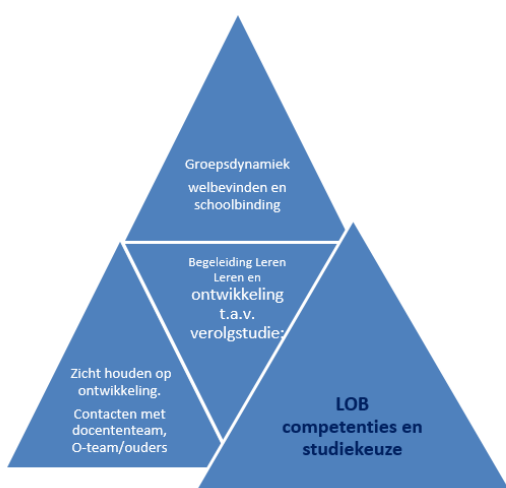 Groepsdynamiek
welbevinden en
schoolbinding
Begeleiding Leren
Leren en
ontwikkeling
t.a.v.
verolgstudie:
Zicht houden op
ontwikkeling.
Contacten met
docententeam,
O-team/ouders
LOB
competenties en
studiekeuze